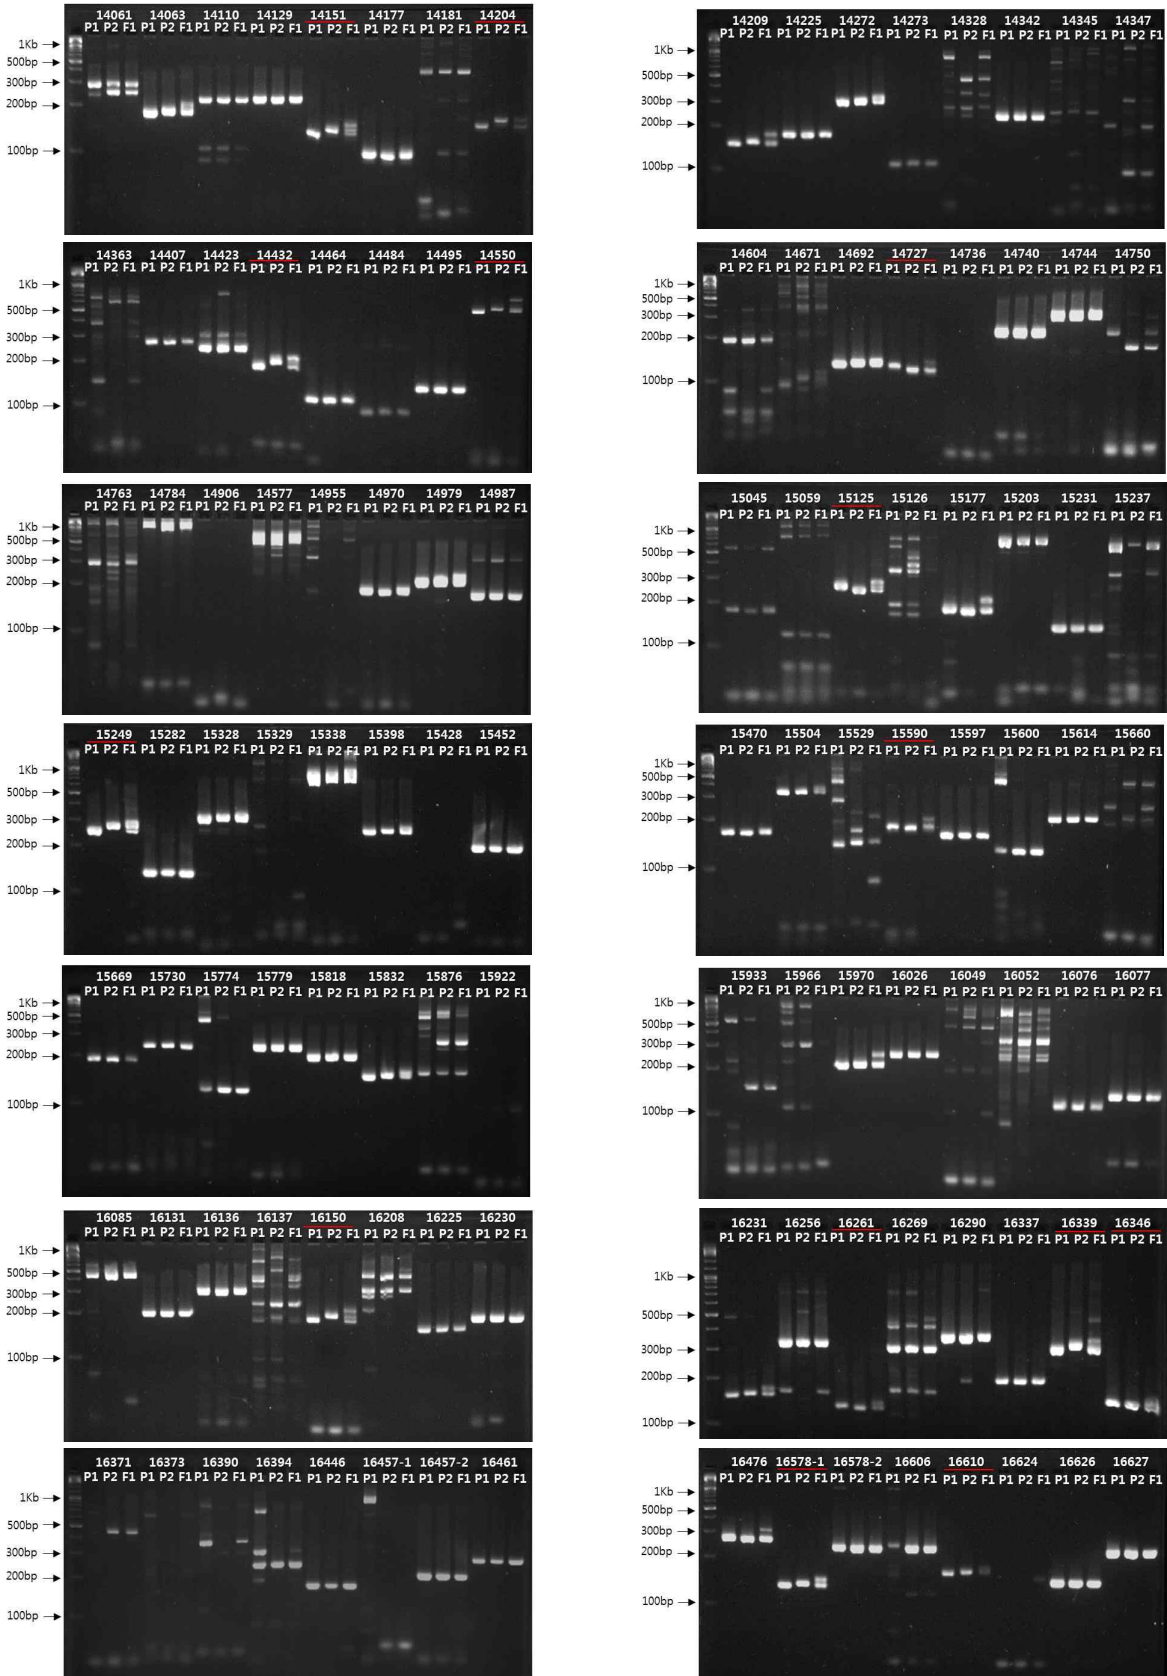 14061 14063 14110 14129 14151 14177 14181 14204
P1 P2 F1 P1 P2 F1 P1 P2 F1 P1 P2 F1 P1 P2 F1 P1 P2 F1 P1 P2 F1 P1 P2 F1
1Kb
500bp
300bp
200bp
100bp
14209 14225 14272 14273 14328 14342 14345 14347
P1 P2 F1 P1 P2 F1 P1 P2 F1 P1 P2 F1 P1 P2 F1 P1 P2 F1 P1 P2 F1 P1 P2 F1
1Kb
500bp
300bp
200bp
100bp
14363 14407 14423 14432 14464 14484 14495 14550
P1 P2 F1 P1 P2 F1 P1 P2 F1 P1 P2 F1 P1 P2 F1 P1 P2 F1 P1 P2 F1 P1 P2 F1
1Kb
500bp
300bp
200bp
100bp
14604 14671 14692 14727 14736 14740 14744 14750
P1 P2 F1 P1 P2 F1 P1 P2 F1 P1 P2 F1 P1 P2 F1 P1 P2 F1 P1 P2 F1 P1 P2 F1
1Kb
500bp
300bp
200bp
100bp
14763 14784 14906 14577 14955 14970 14979 14987
P1 P2 F1 P1 P2 F1 P1 P2 F1 P1 P2 F1 P1 P2 F1 P1 P2 F1 P1 P2 F1 P1 P2 F1
1Kb
500bp
300bp
200bp
100bp
15045 15059 15125 15126 15177 15203 15231 15237
P1 P2 F1 P1 P2 F1 P1 P2 F1 P1 P2 F1 P1 P2 F1 P1 P2 F1 P1 P2 F1 P1 P2 F1
1Kb
500bp
300bp
200bp
100bp
15249 15282 15328 15329 15338 15398 15428 15452
P1 P2 F1 P1 P2 F1 P1 P2 F1 P1 P2 F1 P1 P2 F1 P1 P2 F1 P1 P2 F1 P1 P2 F1
1Kb
500bp
300bp
200bp
100bp
15470 15504 15529 15590 15597 15600 15614 15660
P1 P2 F1 P1 P2 F1 P1 P2 F1 P1 P2 F1 P1 P2 F1 P1 P2 F1 P1 P2 F1 P1 P2 F1
1Kb
500bp
300bp
200bp
100bp
15669 15730 15774 15779 15818 15832 15876 15922
P1 P2 F1 P1 P2 F1 P1 P2 F1 P1 P2 F1 P1 P2 F1 P1 P2 F1 P1 P2 F1 P1 P2 F1
1Kb
500bp
300bp
200bp
100bp
15933 15966 15970 16026 16049 16052 16076 16077
P1 P2 F1 P1 P2 F1 P1 P2 F1 P1 P2 F1 P1 P2 F1 P1 P2 F1 P1 P2 F1 P1 P2 F1
1Kb
500bp
300bp
200bp
100bp
16085 16131 16136 16137 16150 16208 16225 16230
P1 P2 F1 P1 P2 F1 P1 P2 F1 P1 P2 F1 P1 P2 F1 P1 P2 F1 P1 P2 F1 P1 P2 F1
1Kb
500bp
300bp
200bp
100bp
16231 16256 16261 16269 16290 16337 16339 16346
P1 P2 F1 P1 P2 F1 P1 P2 F1 P1 P2 F1 P1 P2 F1 P1 P2 F1 P1 P2 F1 P1 P2 F1
1Kb
500bp
300bp
200bp
100bp
16371 16373 16390 16394 16446 16457-1 16457-2 16461
P1 P2 F1 P1 P2 F1 P1 P2 F1 P1 P2 F1 P1 P2 F1 P1 P2 F1 P1 P2 F1 P1 P2 F1
1Kb
500bp
300bp
200bp
100bp
16476 16578-1 16578-2 16606 16610 16624 16626 16627
P1 P2 F1 P1 P2 F1 P1 P2 F1 P1 P2 F1 P1 P2 F1 P1 P2 F1 P1 P2 F1 P1 P2 F1
1Kb
500bp
300bp
200bp
100bp